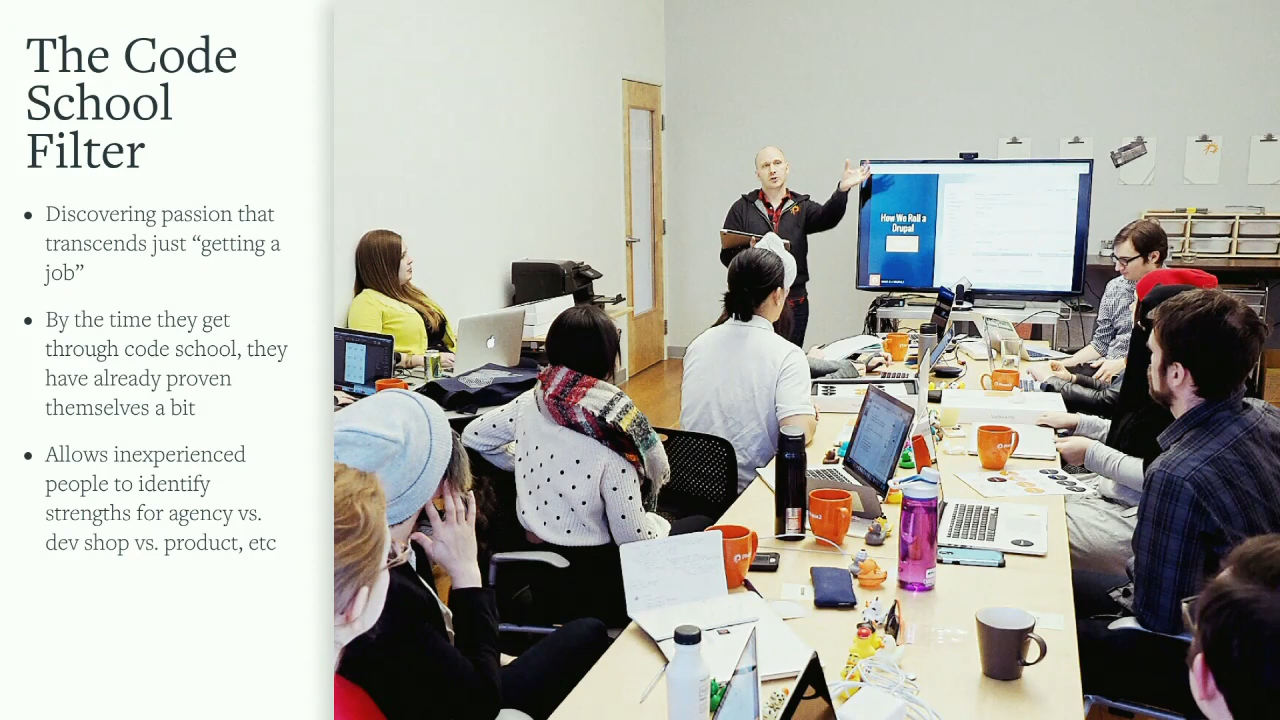 The Code
School
Filter
• Discovering passion that
transcends just “getting a
job”
• By the time they get
through code school, they
have already proven
themselves a bit
• Allows inexperienced
people to identify
strengths for agency vs.
dev shop vs. product, etc
How We Roll a
Drupal